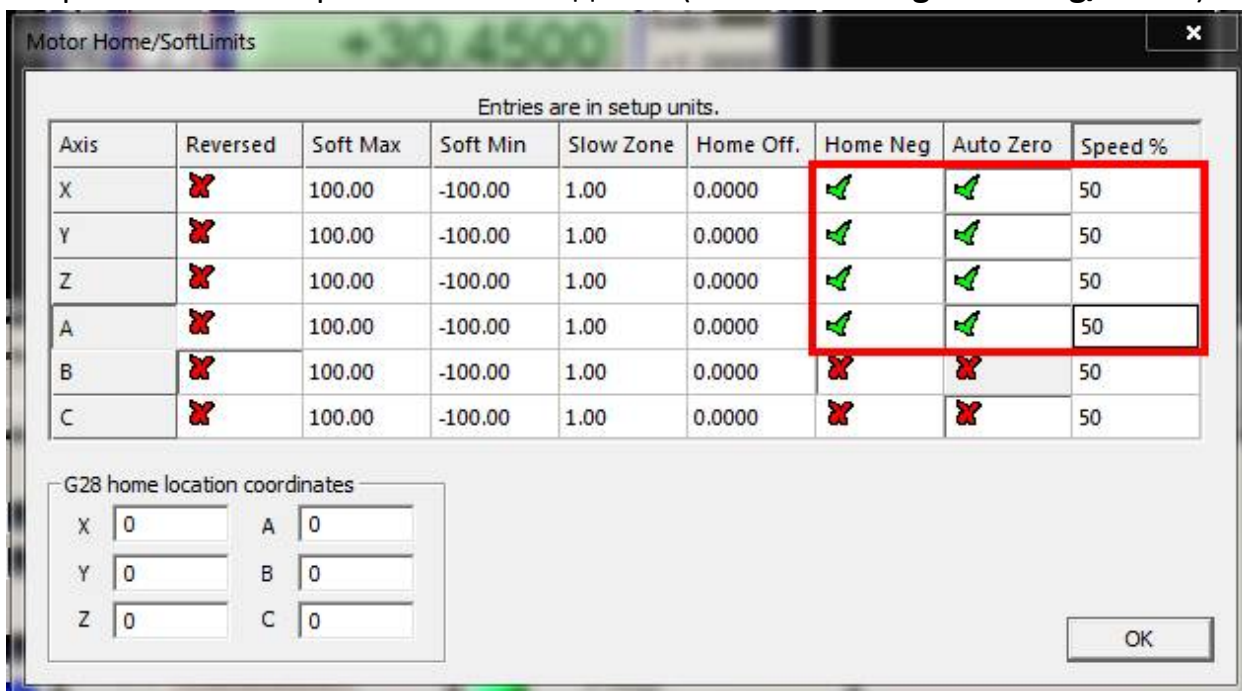 Motor Home/SoftLimits
+30.4500
Entries are in setup units.
Axis Reversed Soft Max Soft Min Slow Zone Home Off. Home Neg Auto Zero Speed %
X 100.00 -100.00 1.00 0.0000 50
Y 100.00 -100.00 1.00 0.0000 50
Z 100.00 -100.00 1.00 0.0000 50
A 100.00 -100.00 1.00 0.0000 50
B 100.00 -100.00 1.00 0.0000 50
C 100.00 -100.00 1.00 0.0000 50
G28 home location coordinates
X 0 A 0
Y 0 B 0
Z 0 C 0
OK